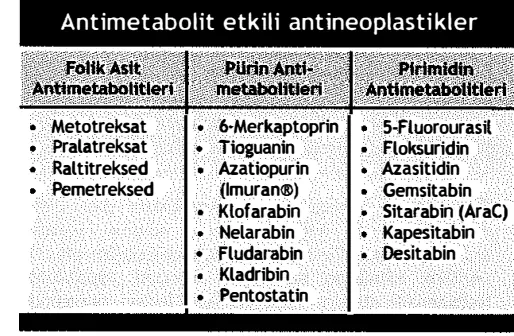 Antimetabolit etkili antineoplastikler
Folik Asit
Antimetabolitleri
• Metotreksat
• Pralatreksat
• Raltitreksed
• Pemetreksed
Pürin Anti-
metabolitleri
• 6-Merkaptoprin
• Tioguanin
• Azatiopurin
(Imuran®)
• Klofarabin
• Nelarabin
• Fludarabin
• Kladribin
• Pentostatin
Pirimidin
Antimetabolitleri
• 5-Fluorourasil
• Floksuridin
• Azasitidin
• Gemsitabin
• Sitarabin (AraC)
• Kapesitabin
• Desitabin